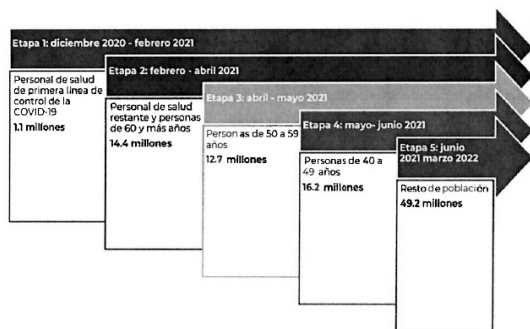 Etapa 1: diciembre 2020 - febrero 2021
Personal de salud
de primera línea de
control de la
COVID-19
1.1 millones
Etapa 2: febrero - abril 2021
Personal de salud
restante y personas
de 60 y más años
14.4 millones
Etapa 3: abril - mayo 2021
Personas de 50 a 59
años
12.7 millones
Etapa 4: mayo- junio 2021
Personas de 40 a
49 años
16.2 millones
Etapa 5: junio
2021 marzo 2022
Resto de población
49.2 millones